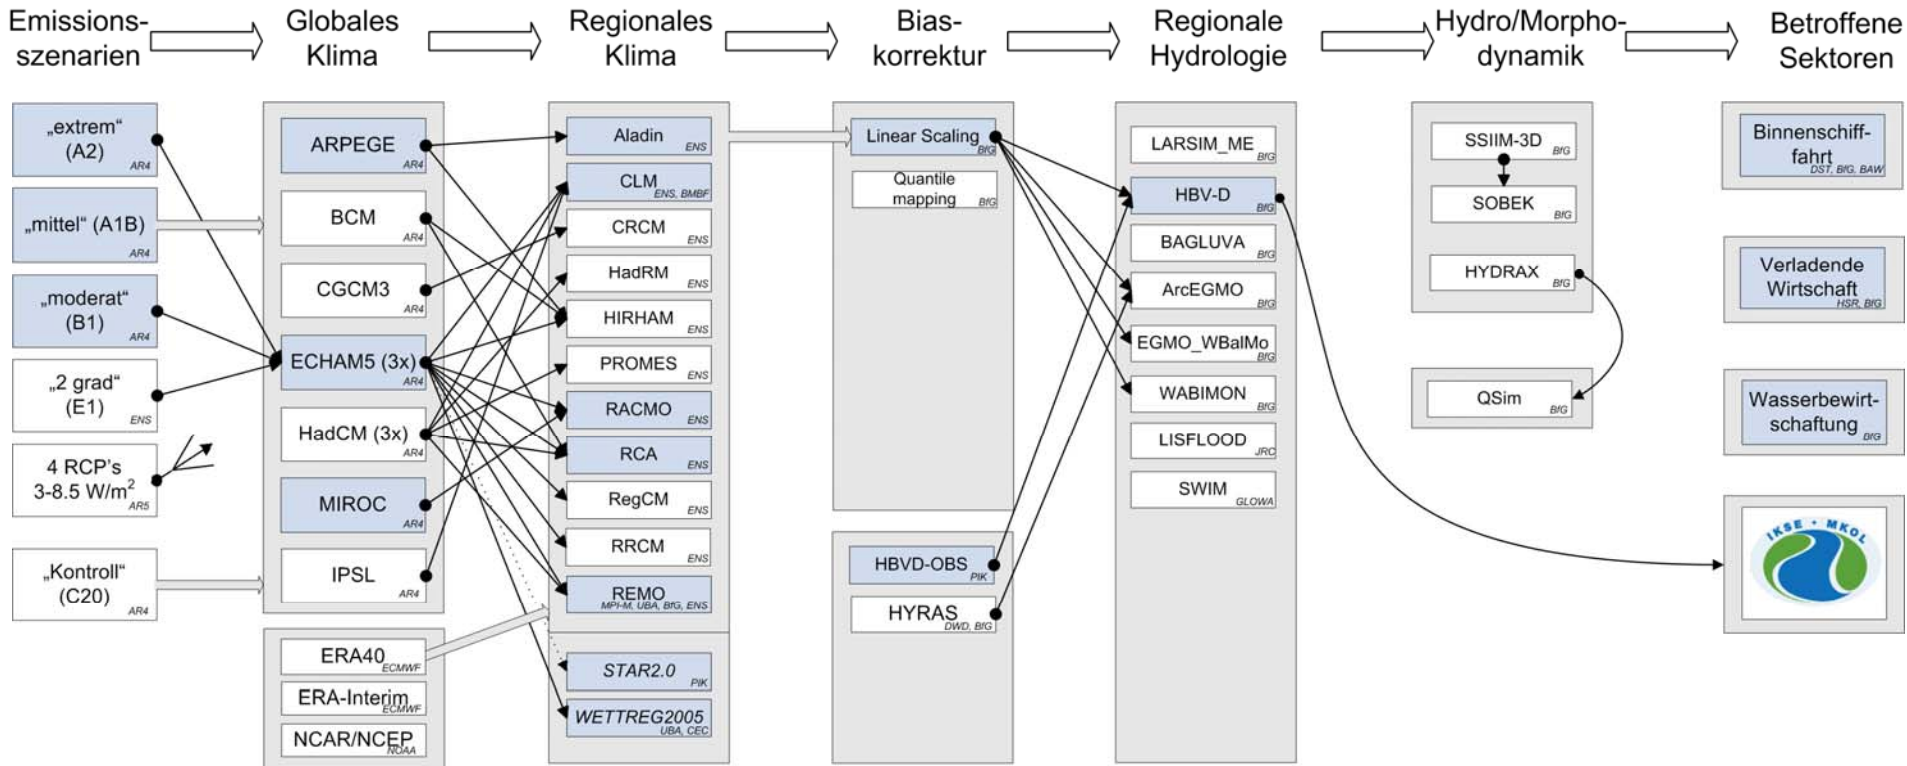 Emissions-
szenarien
Globales
Klima
Regionales
Klima
Bias-
korrektur
Regionale
Hydrologie
Hydro/Morpho-
dynamik
Betroffene
Sektoren
„extrem“
(A2)
AR4
„mittel“ (A1B)
AR4
„moderat“
(B1)
AR4
„2 grad“
(E1)
ENS
4 RCP's
3-8.5 W/m²
AR5
„Kontroll“
(C20)
AR4
ARPEGE
AR4
BCM
AR4
CGCM3
AR4
ECHAM5 (3x)
AR4
HadCM (3x)
AR4
MIROC
AR4
IPSL
AR4
ERA40
ECMWF
ERA-Interim
ECMWF
NCAR/NCEP
NOAA
Aladin
ENS
CLM
ENS, BMBF
CRCM
ENS
HadRM
ENS
HIRHAM
ENS
PROMES
ENS
RACMO
ENS
RCA
ENS
RegCM
ENS
RRCM
ENS
REMO
MPI-M, UBA, BfG, ENS
STAR2.0
PIK
WETTREG2005
UBA, CEC
Linear Scaling
BfG
Quantile
mapping
BfG
HBVD-OBS
PIK
HYRAS
DWD, BfG
LARSIM_ME
BfG
HBV-D
BfG
BAGLUVA
BfG
ArcEGMO
BfG
EGMO_WBalMo
BfG
WABIMON
BfG
LISFLOOD
JRC
SWIM
GLOWA
SSIIM-3D
BfG
SOBEK
BfG
HYDRAX
BfG
QSim
BfG
Binnenschiff-
fahrt
DST, BfG, BAW
Verladende
Wirtschaft
HSR, BfG
Wasserbewirt-
schaftung
BfG
IKSE • MKOL